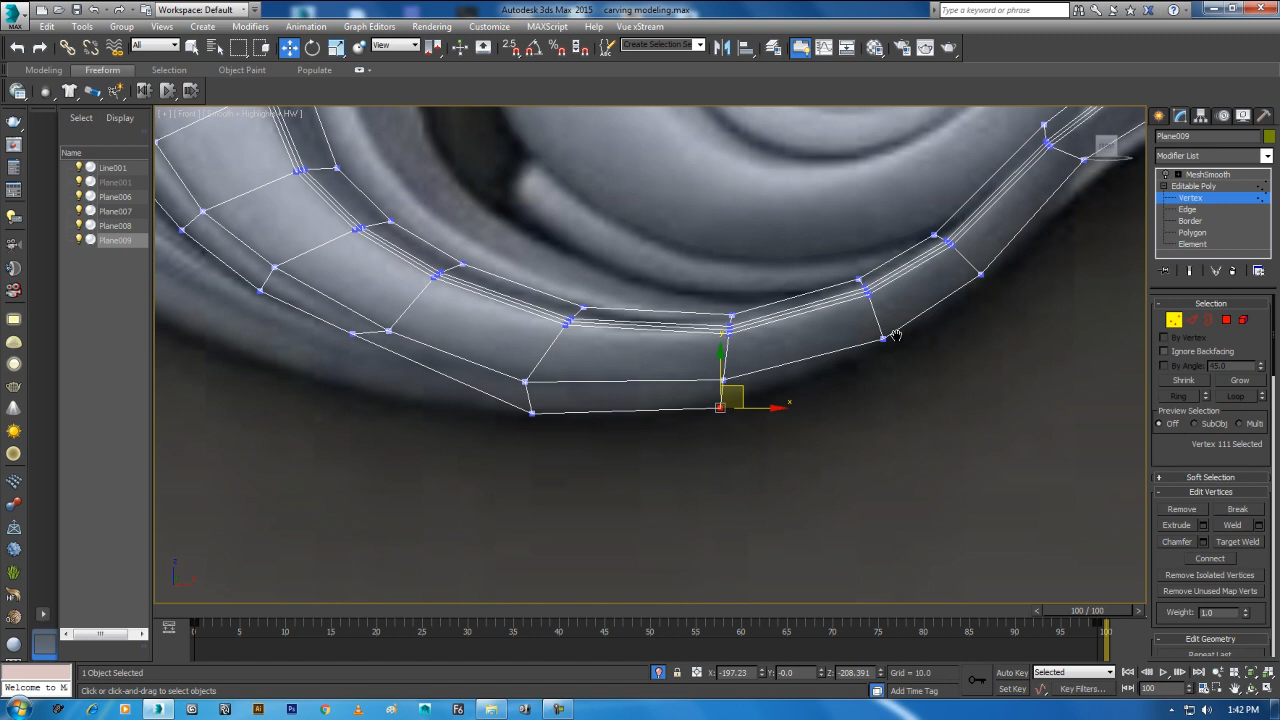 Workspace: Default
Autodesk 3ds Max 2015
carving modeling.max
Type a keyword or phrase
MAX
Edit Tools Group Views Create Modifiers Animation Graph Editors Rendering Customize MAXScript Help Vue xStream
All
View
2.5
Create Selection Se
Modeling Freeform Selection Object Paint Populate
Select Display
Name
Line001
Plane001
Plane006
Plane007
Plane008
Plane009
[ + ] [ Front ] [ Smooth + Highlights + HW ]
y
x
z
Plane009
Modifier List
MeshSmooth
Editable Poly
Vertex
Edge
Border
Polygon
Element
Selection
By Vertex
Ignore Backfacing
By Angle: 45.0
Shrink Grow
Ring Loop
Preview Selection
Off SubObj Multi
Vertex 111 Selected
Soft Selection
Edit Vertices
Remove Break
Extrude Weld
Chamfer Target Weld
Connect
Remove Isolated Vertices
Remove Unused Map Verts
Weight: 1.0
Edit Geometry
Repeat Last
100 / 100
0 5 10 15 20 25 30 35 40 45 50 55 60 65 70 75 80 85 90 95 100
1 Object Selected
X: -197.23
Y: -0.0
Z: -208.391
Grid = 10.0
Auto Key
Selected
Welcome to M
Click or click-and-drag to select objects
Add Time Tag
Set Key
Key Filters...
100
1:42 PM